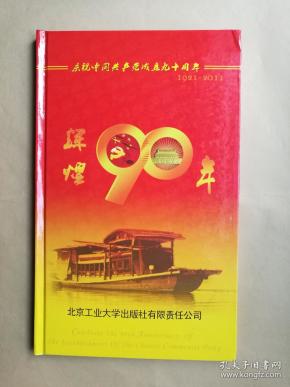 庆祝中国共产党成立九十周年
1921-2011
辉煌90年
北京工业大学出版社有限责任公司
Celebrate the 90th Anniversary of
the Establishment Of The Chinese Communist Party
孔夫子旧书网